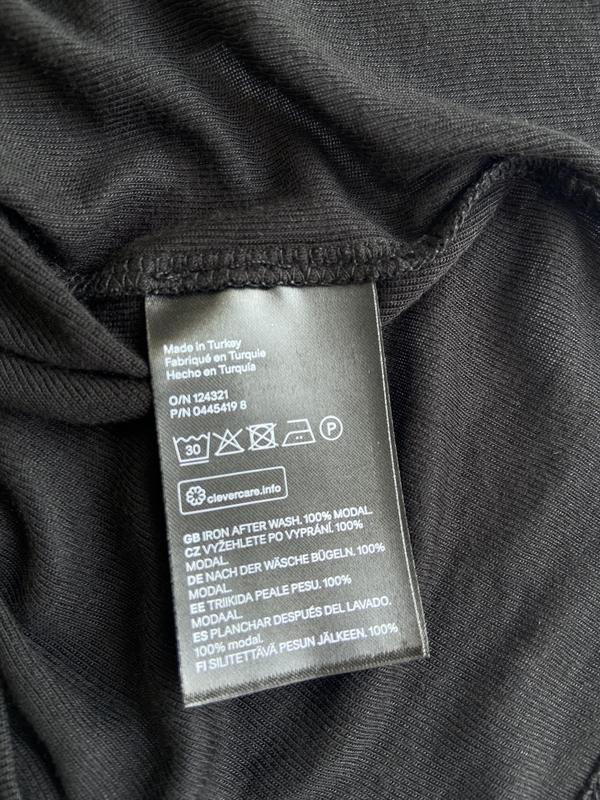 Made in Turkey
Fabriqué en Turquie
Hecho en Turquía
O/N 124321
P/N 0445419 8
30
P
clevercare.info
GB IRON AFTER WASH. 100% MODAL.
CZ VYŽEHLETE PO VYPRÁNÍ. 100%
MODAL.
DE NACH DER WÄSCHE BÜGELN. 100%
MODAL.
EE TRIIKIDA PEALE PESU. 100%
MODAAL.
ES PLANCHAR DESPUÉS DEL LAVADO.
100% modal.
FI SILITETTÄVÄ PESUN JÄLKEEN. 100%